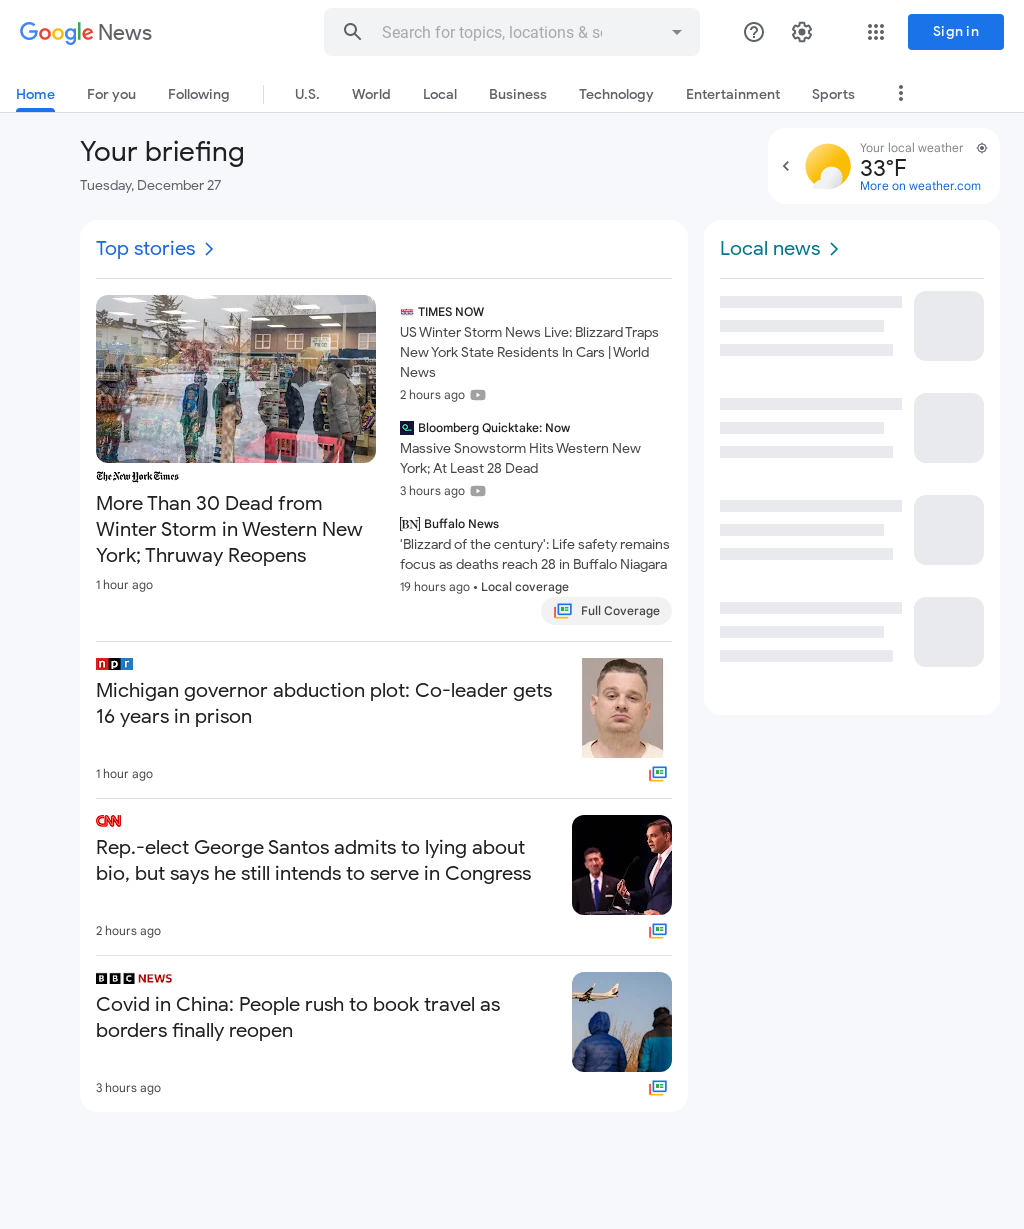 Google News
Search for topics, locations & so
Sign in
Home
For you
Following
U.S.
World
Local
Business
Technology
Entertainment
Sports
Your briefing
Tuesday, December 27
Your local weather
33°F
More on weather.com
Top stories
The New York Times
More Than 30 Dead from
Winter Storm in Western New
York; Thruway Reopens
1 hour ago
TIMES NOW
US Winter Storm News Live: Blizzard Traps
New York State Residents In Cars | World
News
2 hours ago
Bloomberg Quicktake: Now
Massive Snowstorm Hits Western New
York; At Least 28 Dead
3 hours ago
BN Buffalo News
'Blizzard of the century': Life safety remains
focus as deaths reach 28 in Buffalo Niagara
19 hours ago • Local coverage
Full Coverage
npr
Michigan governor abduction plot: Co-leader gets
16 years in prison
1 hour ago
CNN
Rep.-elect George Santos admits to lying about
bio, but says he still intends to serve in Congress
2 hours ago
BBC NEWS
Covid in China: People rush to book travel as
borders finally reopen
3 hours ago
Local news